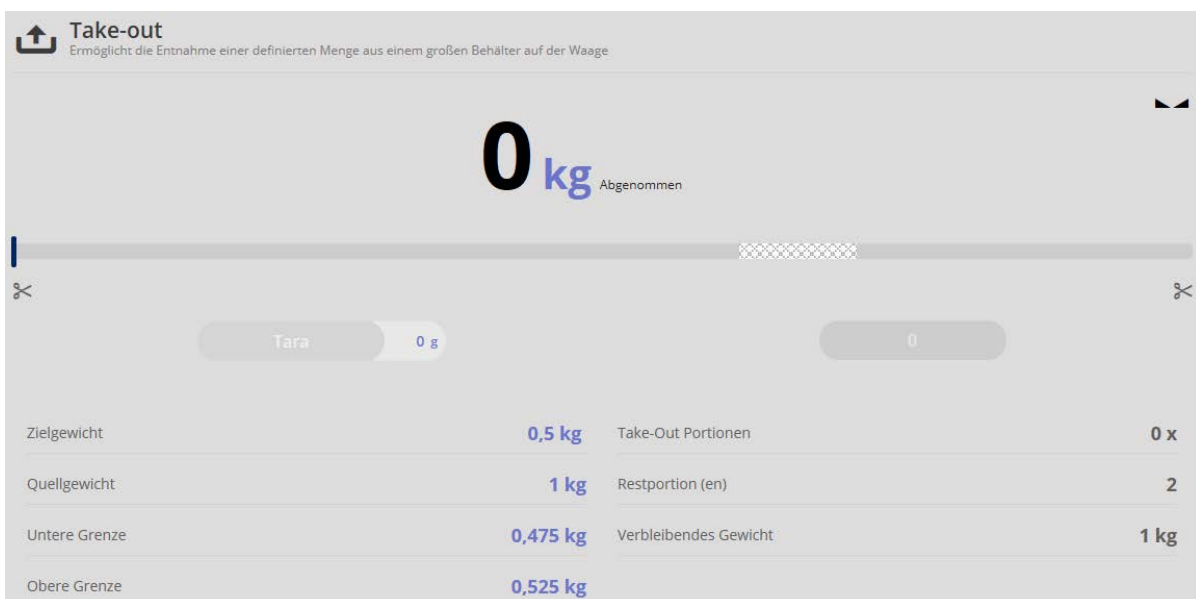 Take-out
Ermöglicht die Entnahme einer definierten Menge aus einem großen Behälter auf der Waage
0 kg Abgenommen
Tara 0 g 0
Zielgewicht 0,5 kg Take-Out Portionen 0 x
Quellgewicht 1 kg Restportion (en) 2
Untere Grenze 0,475 kg Verbleibendes Gewicht 1 kg
Obere Grenze 0,525 kg